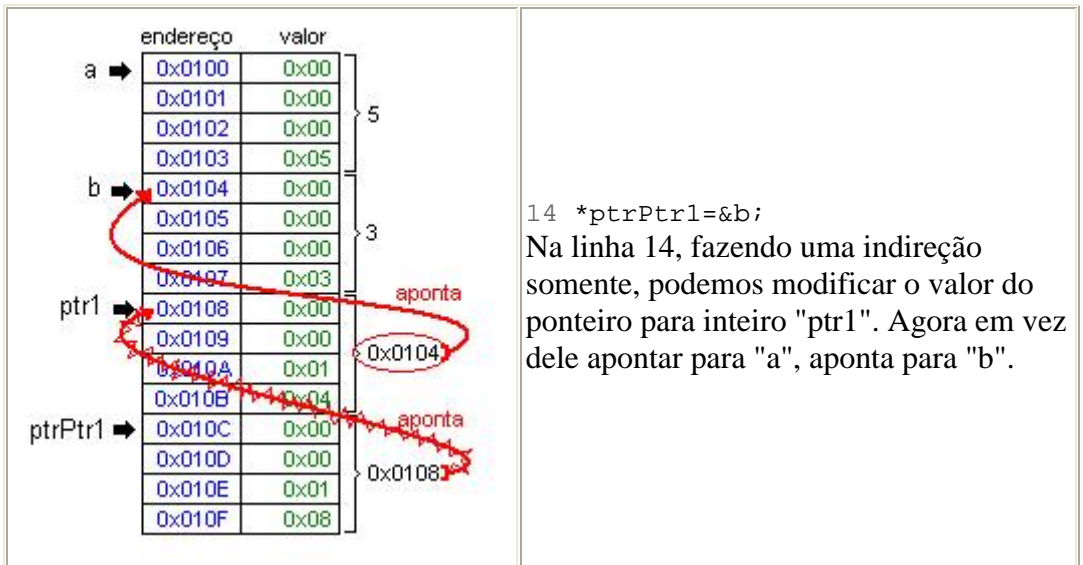 endereço valor
a 0x0100 0x00
0x0101 0x00
5
0x0102 0x00
0x0103 0x05
b 0x0104 0x00
0x0105 0x00
3
0x0106 0x00
0x0107 0x03
aponta
ptr1 0x0108 0x00
0x0109 0x00
0x0104
0x010A 0x01
0x010B 0x04
aponta
ptrPtr1 0x010C 0x00
0x010D 0x00
0x0108
0x010E 0x01
0x010F 0x08
14 *ptrPtr1=&b;
Na linha 14, fazendo uma indireção
somente, podemos modificar o valor do
ponteiro para inteiro "ptr1". Agora em vez
dele apontar para "a", aponta para "b".